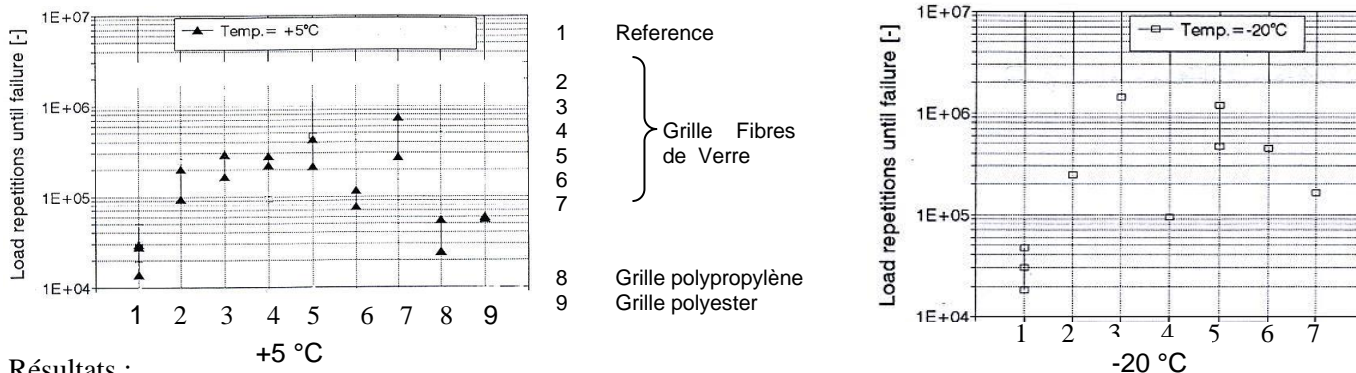 Load repetitions until failure [-]
1E+07
1E+06
1E+05
1E+04
Temp. = +5°C
1 2 3 4 5 6 7 8 9
+5 °C
1 Reference
2
3
4
5
6
7
Grille Fibres
de Verre
8 Grille polypropylène
9 Grille polyester
Load repetitions until failure [-]
1E+07
1E+06
1E+05
1E+04
Temp. = -20°C
1 2 3 4 5 6 7
-20 °C
Résultats :